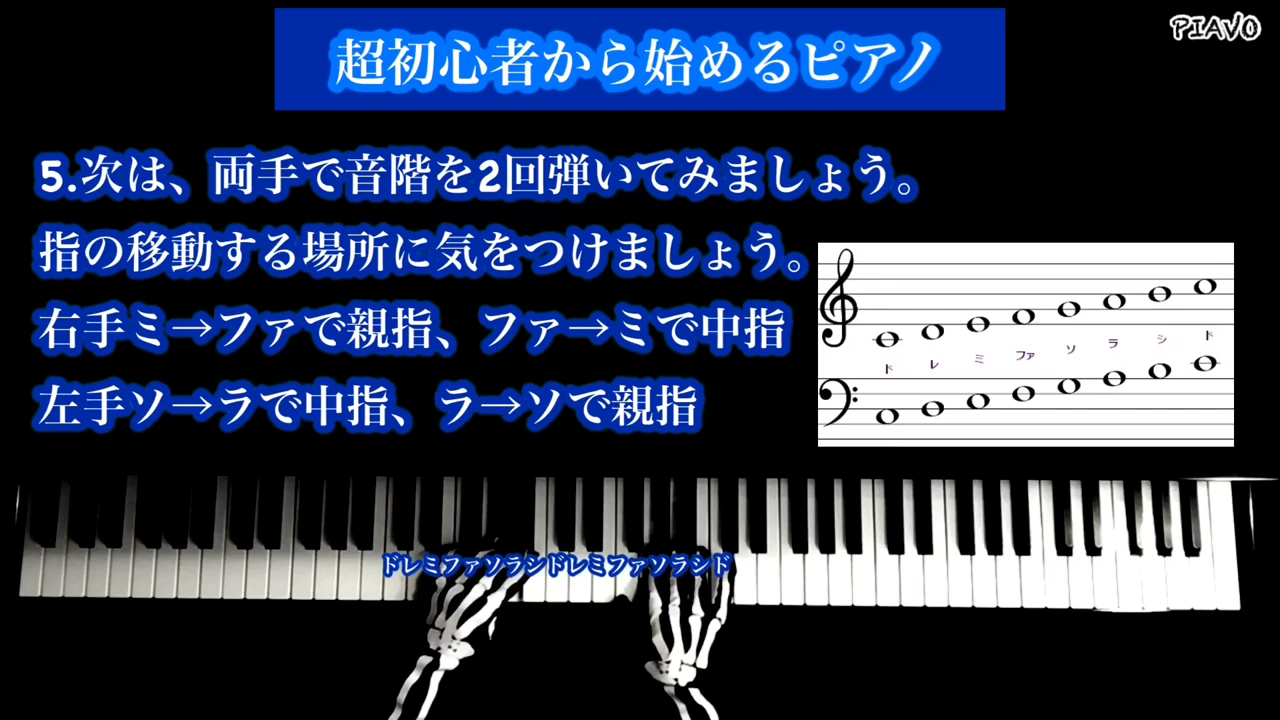 PIAVO
超初心者から始めるピアノ
5.次は、両手で音階を2回弾いてみましょう。
指の移動する場所に気をつけましょう。
右手ミ→ファで親指、ファ→ミで中指
左手ソ→ラで中指、ラ→ソで親指
ド レ ミ ファ ソ ラ シ ド
ドレミファソラシドレミファソラシド